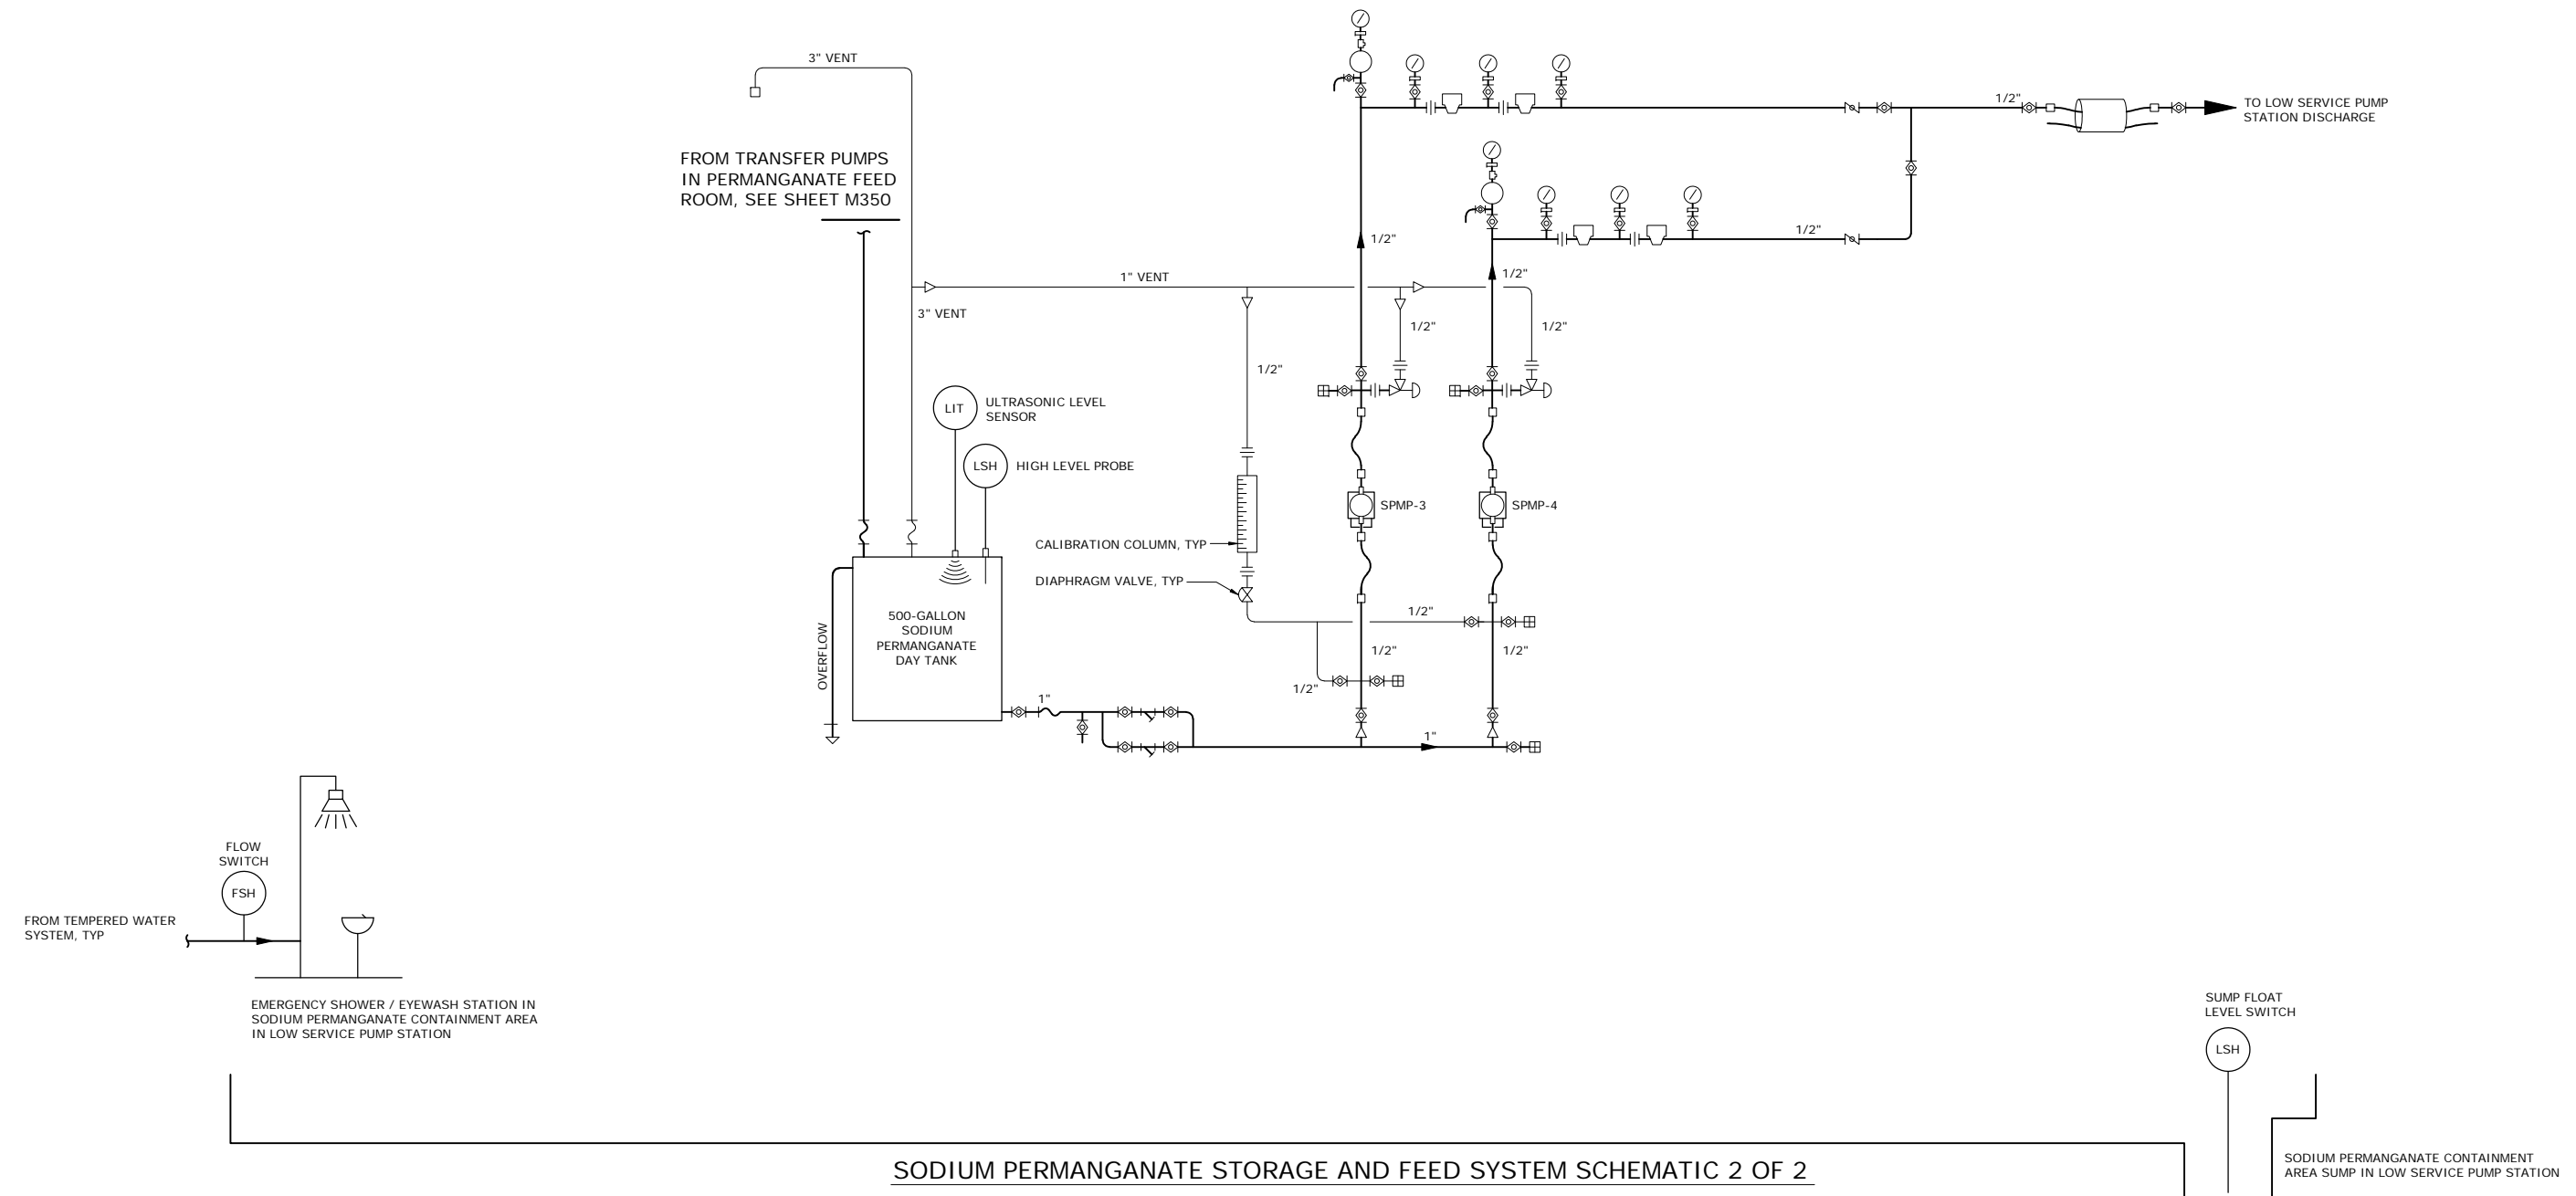 3" VENT
1/2"
TO LOW SERVICE PUMP
STATION DISCHARGE
FROM TRANSFER PUMPS
IN PERMANGANATE FEED
ROOM, SEE SHEET M350
1/2"
1/2"
1/2"
1" VENT
3" VENT
1/2"
1/2"
1/2"
LIT
ULTRASONIC LEVEL
SENSOR
LSH
HIGH LEVEL PROBE
SPMP-3
SPMP-4
CALIBRATION COLUMN, TYP
DIAPHRAGM VALVE, TYP
500-GALLON
SODIUM
PERMANGANATE
DAY TANK
OVERFLOW
1/2"
1/2"
1/2"
1/2"
1"
1"
FLOW
SWITCH
FSH
FROM TEMPERED WATER
SYSTEM, TYP
EMERGENCY SHOWER / EYEWASH STATION IN
SODIUM PERMANGANATE CONTAINMENT AREA
IN LOW SERVICE PUMP STATION
SUMP FLOAT
LEVEL SWITCH
LSH
SODIUM PERMANGANATE CONTAINMENT
AREA SUMP IN LOW SERVICE PUMP STATION
SODIUM PERMANGANATE STORAGE AND FEED SYSTEM SCHEMATIC 2 OF 2